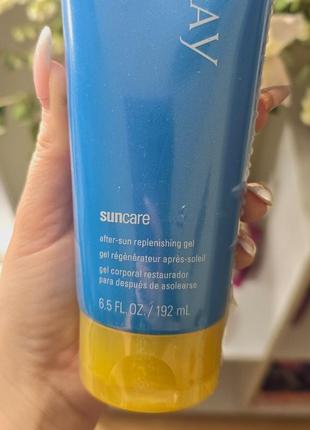 AY
suncare
after-sun replenishing gel
gel régénérateur après-soleil
gel corporal restaurador
para después de asolearse
6.5 FL. OZ. / 192 mL